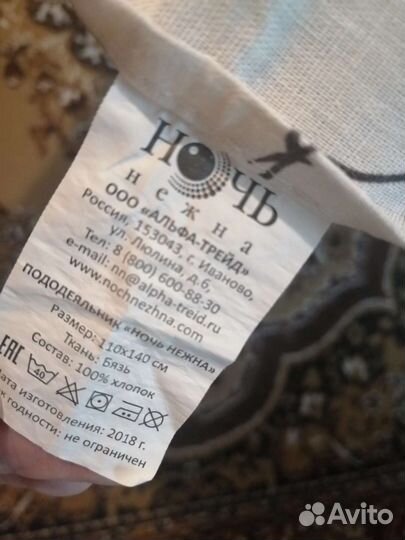 НОЧЬ
нежна
ООО «АЛЬФА-ТРЕЙД»
Россия, 153043, г. Иваново,
ул. Люлина, д.6,
Тел: 8 (800) 600-88-30
e-mail: nn@alpha-treid.ru
www.nochnezhna.com
ПОДОДЕЯЛЬНИК «НОЧЬ НЕЖНА»
Размер: 110х140 см
Ткань: Бязь
Состав: 100% хлопок
EAC 40
Дата изготовления: 2018 г.
годности: не ограничен
Avito